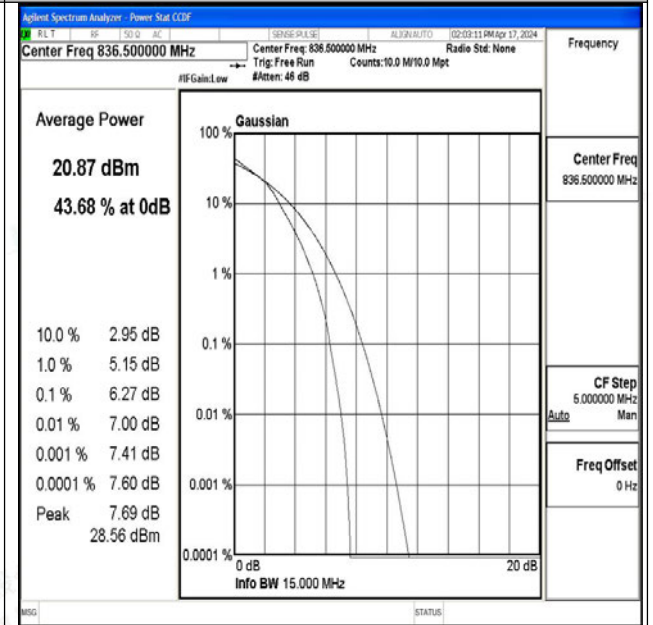 Agilent Spectrum Analyzer - Power Stat CCDF
LXI RLT RF 50 Ω AC SENSE:PULSE ALIGNAUTO 02:03:11 PM Apr 17, 2024
Center Freq 836.500000 MHz
Center Freq: 836.500000 MHz Radio Std: None
Trig: Free Run Counts:10.0 M/10.0 Mpt
#IFGain:Low #Atten: 46 dB
Frequency
Average Power
20.87 dBm
43.68 % at 0dB
10.0 % 2.95 dB
1.0 % 5.15 dB
0.1 % 6.27 dB
0.01 % 7.00 dB
0.001 % 7.41 dB
0.0001 % 7.60 dB
Peak 7.69 dB
28.56 dBm
Gaussian
100 %
10 %
1 %
0.1 %
0.01 %
0.001 %
0.0001 %
0 dB 20 dB
Info BW 15.000 MHz
Center Freq
836.500000 MHz
CF Step
5.000000 MHz
Auto Man
Freq Offset
0 Hz
MSG STATUS